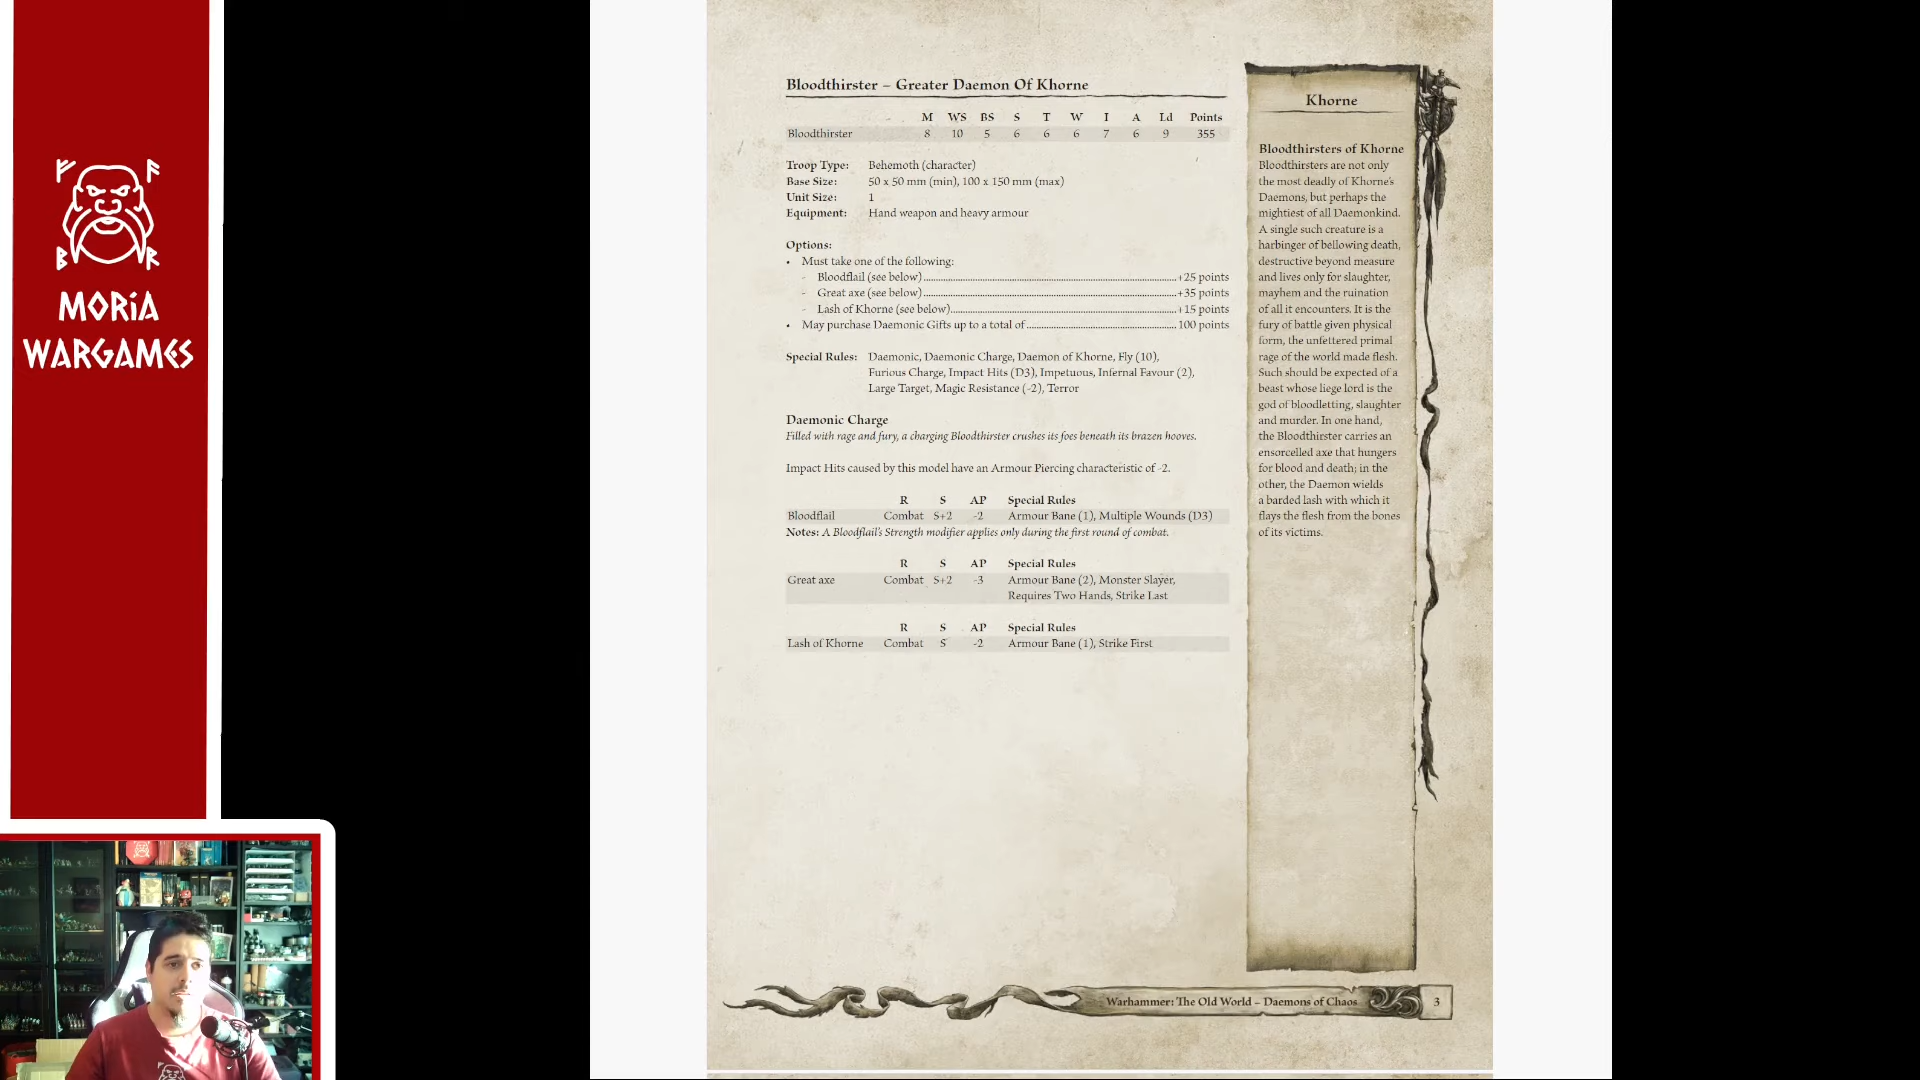 ᚠ ᚨ
ᛒ ᚱ
MORiA
WARGAMES
Bloodthirster – Greater Daemon Of Khorne
M WS BS S T W I A Ld Points
Bloodthirster 8 10 5 6 6 6 7 6 9 355
Troop Type: Behemoth (character)
Base Size: 50 x 50 mm (min), 100 x 150 mm (max)
Unit Size: 1
Equipment: Hand weapon and heavy armour
Options:
• Must take one of the following:
- Bloodflail (see below) +25 points
- Great axe (see below) +35 points
- Lash of Khorne (see below) +15 points
• May purchase Daemonic Gifts up to a total of 100 points
Special Rules: Daemonic, Daemonic Charge, Daemon of Khorne, Fly (10),
Furious Charge, Impact Hits (D3), Impetuous, Infernal Favour (2),
Large Target, Magic Resistance (-2), Terror
Daemonic Charge
Filled with rage and fury, a charging Bloodthirster crushes its foes beneath its brazen hooves.
Impact Hits caused by this model have an Armour Piercing characteristic of -2.
R S AP Special Rules
Bloodflail Combat S+2 -2 Armour Bane (1), Multiple Wounds (D3)
Notes: A Bloodflail's Strength modifier applies only during the first round of combat.
R S AP Special Rules
Great axe Combat S+2 -3 Armour Bane (2), Monster Slayer,
Requires Two Hands, Strike Last
R S AP Special Rules
Lash of Khorne Combat S -2 Armour Bane (1), Strike First
Khorne
Bloodthirsters of Khorne
Bloodthirsters are not only
the most deadly of Khorne's
Daemons, but perhaps the
mightiest of all Daemonkind.
A single such creature is a
harbinger of bellowing death,
destructive beyond measure
and lives only for slaughter,
mayhem and the ruination
of all it encounters. It is the
fury of battle given physical
form, the unfettered primal
rage of the world made flesh.
Such should be expected of a
beast whose liege lord is the
god of bloodletting, slaughter
and murder. In one hand,
the Bloodthirster carries an
ensorcelled axe that hungers
for blood and death; in the
other, the Daemon wields
a barded lash with which it
flays the flesh from the bones
of its victims.
Warhammer: The Old World – Daemons of Chaos 3